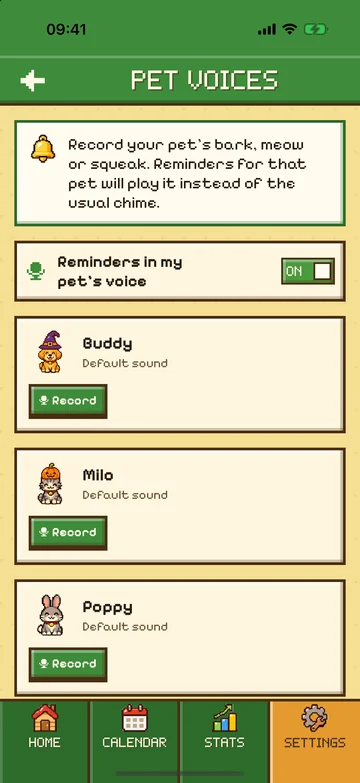 09:41
PET VOICES
Record your pet's bark, meow
or squeak. Reminders for that
pet will play it instead of the
usual chime.
Reminders in my
pet's voice
ON
Buddy
Default sound
Record
Milo
Default sound
Record
Poppy
Default sound
Record
HOME
CALENDAR
STATS
SETTINGS